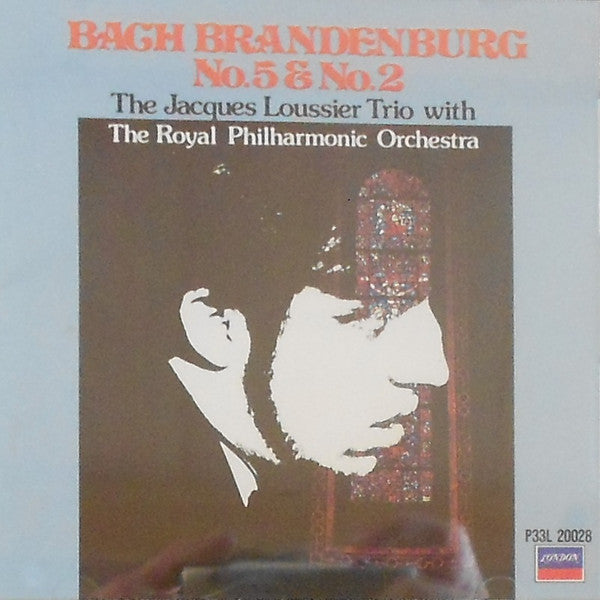 BACH BRANDENBURG
No.5 & No.2
The Jacques Loussier Trio with
The Royal Philharmonic Orchestra
P33L 20028
LONDON